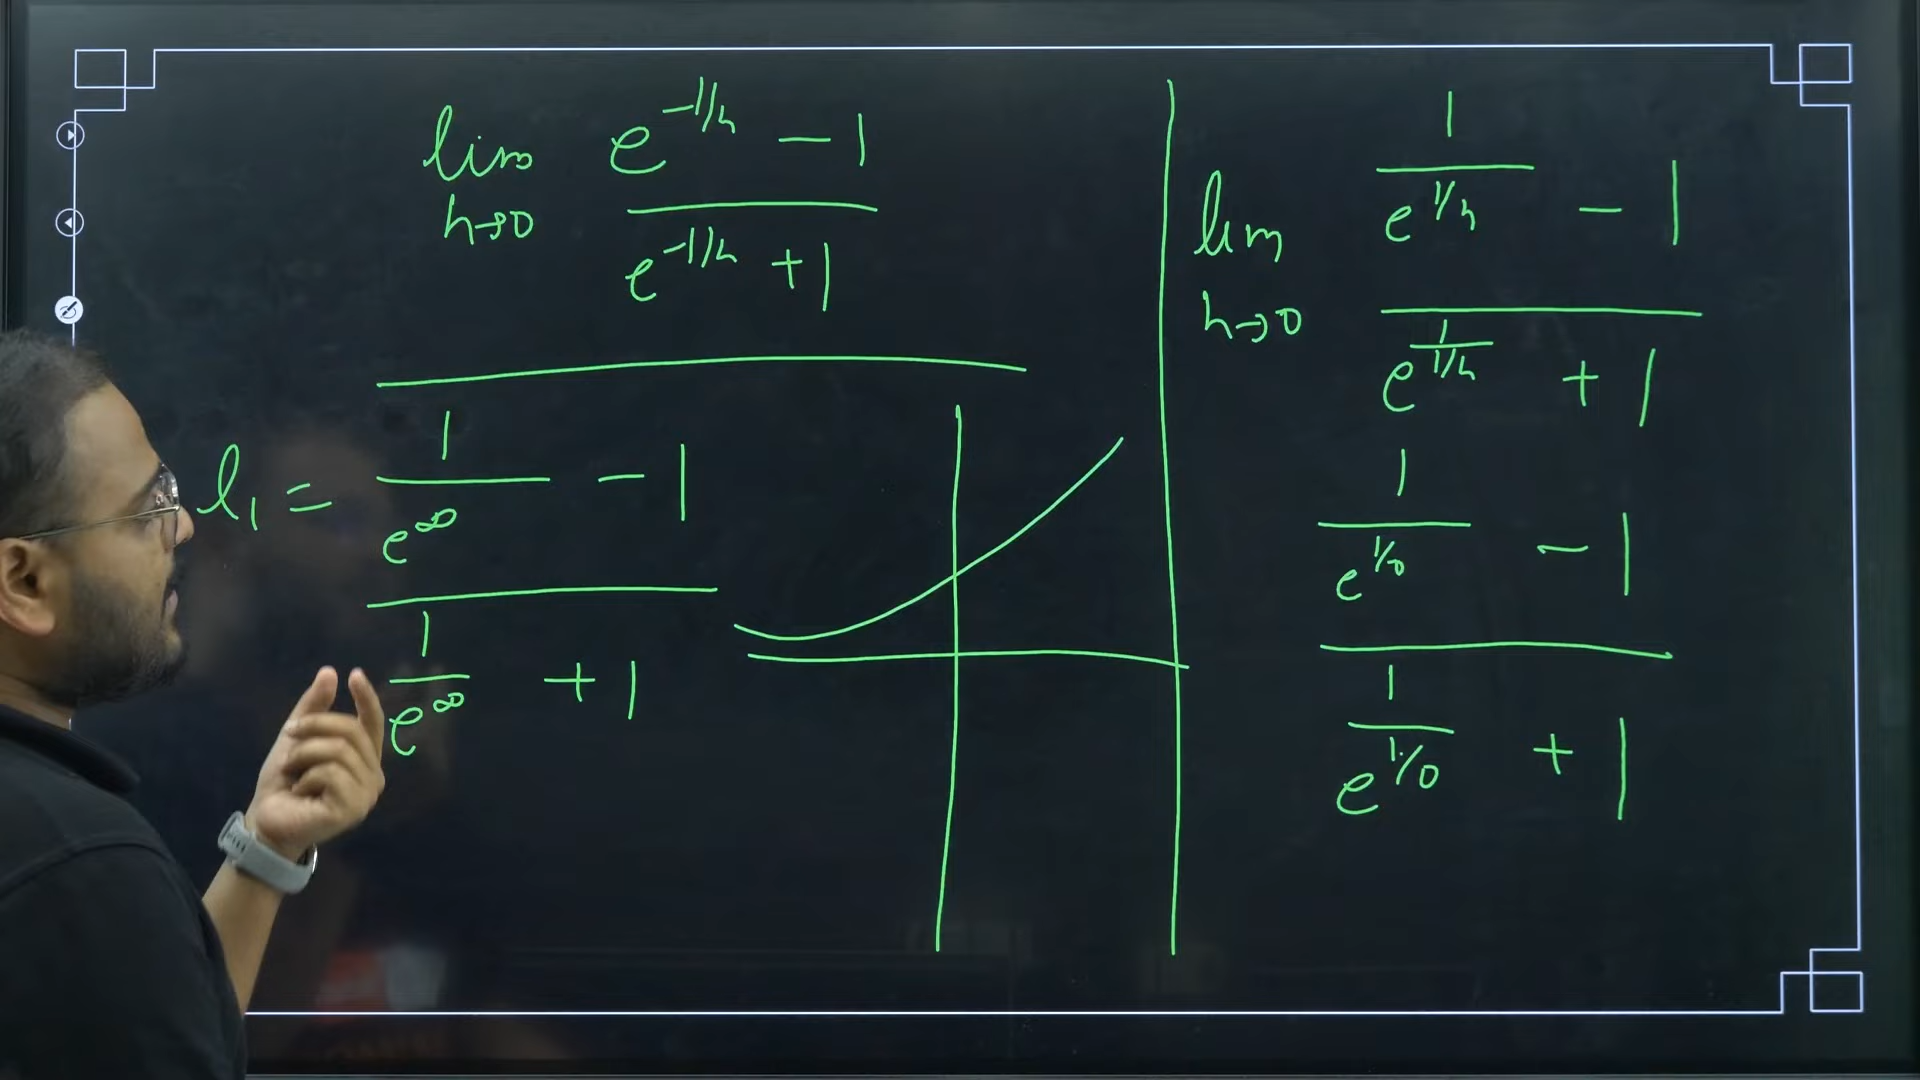 lim e^{-1/h} - 1
h→0 e^{-1/h} + 1
l₁ = 1/e^∞ - 1
1/e^∞ + 1
lim 1/e^{1/h} - 1
h→0 e^{1/(1/h)} + 1
1/e^{1/0} - 1
1/e^{1/0} + 1